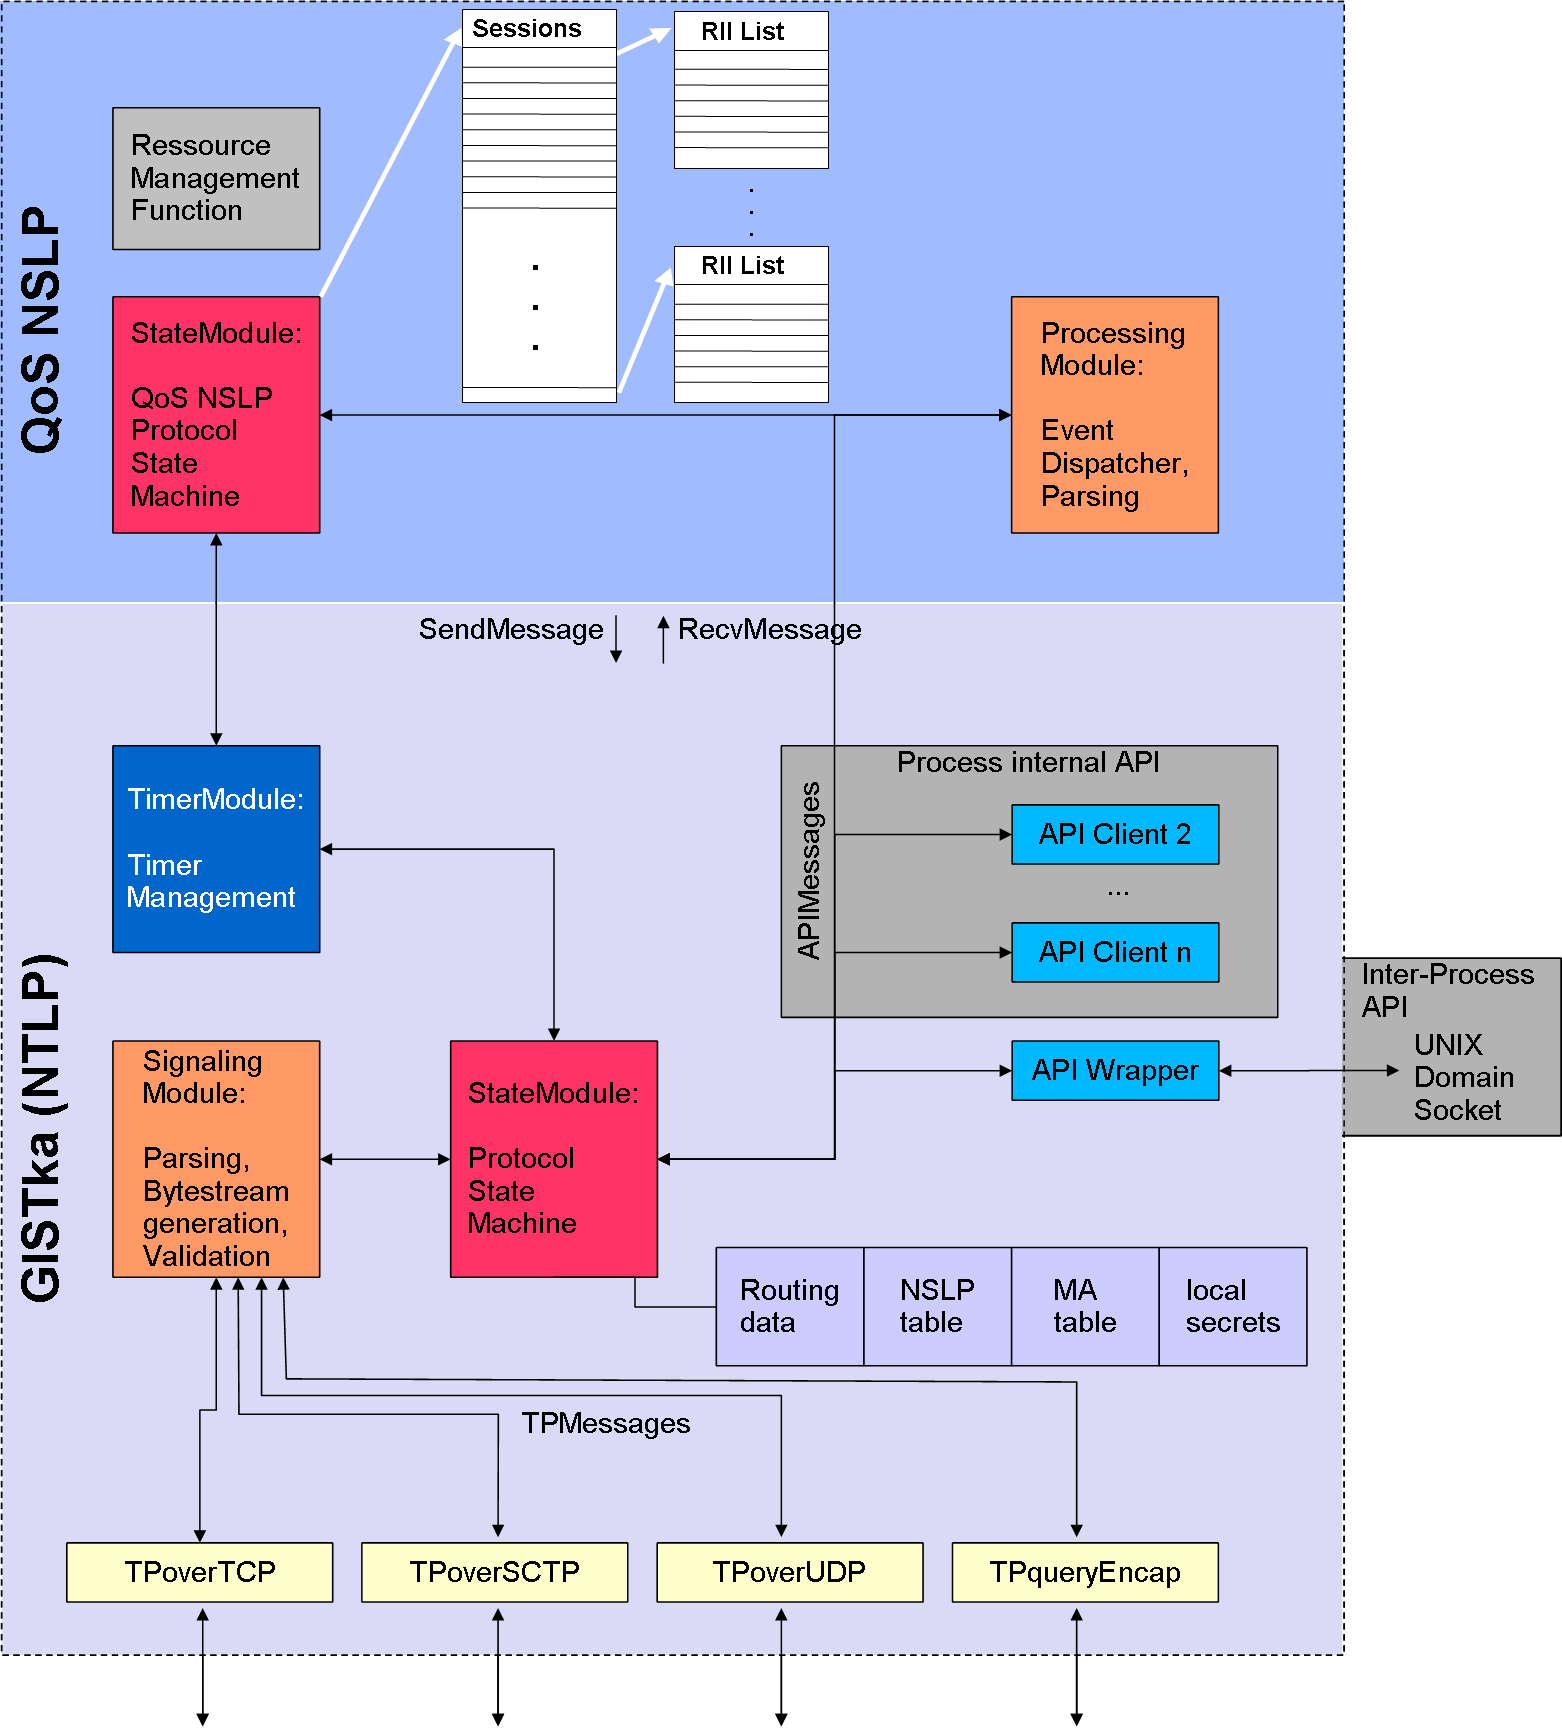 Sessions
RII List
Ressource
Management
Function
RII List
QoS NSLP
StateModule:
QoS NSLP
Protocol
State
Machine
Processing
Module:
Event
Dispatcher,
Parsing
SendMessage
RecvMessage
GISTka (NTLP)
TimerModule:
Timer
Management
Process internal API
APIMessages
API Client 2
...
API Client n
Inter-Process
API
UNIX
Domain
Socket
API Wrapper
Signaling
Module:
Parsing,
Bytestream
generation,
Validation
StateModule:
Protocol
State
Machine
Routing
data
NSLP
table
MA
table
local
secrets
TPMessages
TPoverTCP
TPoverSCTP
TPoverUDP
TPqueryEncap